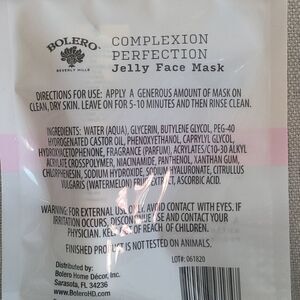 BOLERO
BEVERLY HILLS
COMPLEXION
PERFECTION
Jelly Face Mask
DIRECTIONS FOR USE: APPLY A GENEROUS AMOUNT OF MASK ON
CLEAN, DRY SKIN. LEAVE ON FOR 5-10 MINUTES AND THEN RINSE CLEAN.
INGREDIENTS: WATER (AQUA), GLYCERIN, BUTYLENE GLYCOL, PEG-40
HYDROGENATED CASTOR OIL, PHENOXYETHANOL, CAPRYLYL GLYCOL,
HYDROXYACETOPHENONE, FRAGRANCE (PARFUM), ACRYLATES/C10-30 ALKYL
ACRYLATE CROSSPOLYMER, NIACINAMIDE, PANTHENOL, XANTHAN GUM,
CHLORPHENESIN, SODIUM HYDROXIDE, SODIUM HYALURONATE, CITRULLUS
VULGARIS (WATERMELON) FRUIT EXTRACT, ASCORBIC ACID.
WARNING: FOR EXTERNAL USE ONLY. AVOID CONTACT WITH EYES. IF
IRRITATION OCCURS, DISCONTINUE USE AND CONTACT YOUR
PHYSICIAN. KEEP OUT OF REACH OF CHILDREN.
FINISHED PRODUCT IS NOT TESTED ON ANIMALS.
Distributed by:
Bolero Home Décor, Inc.
Sarasota, FL 34236
www.BoleroHD.com
LOT#: 061820